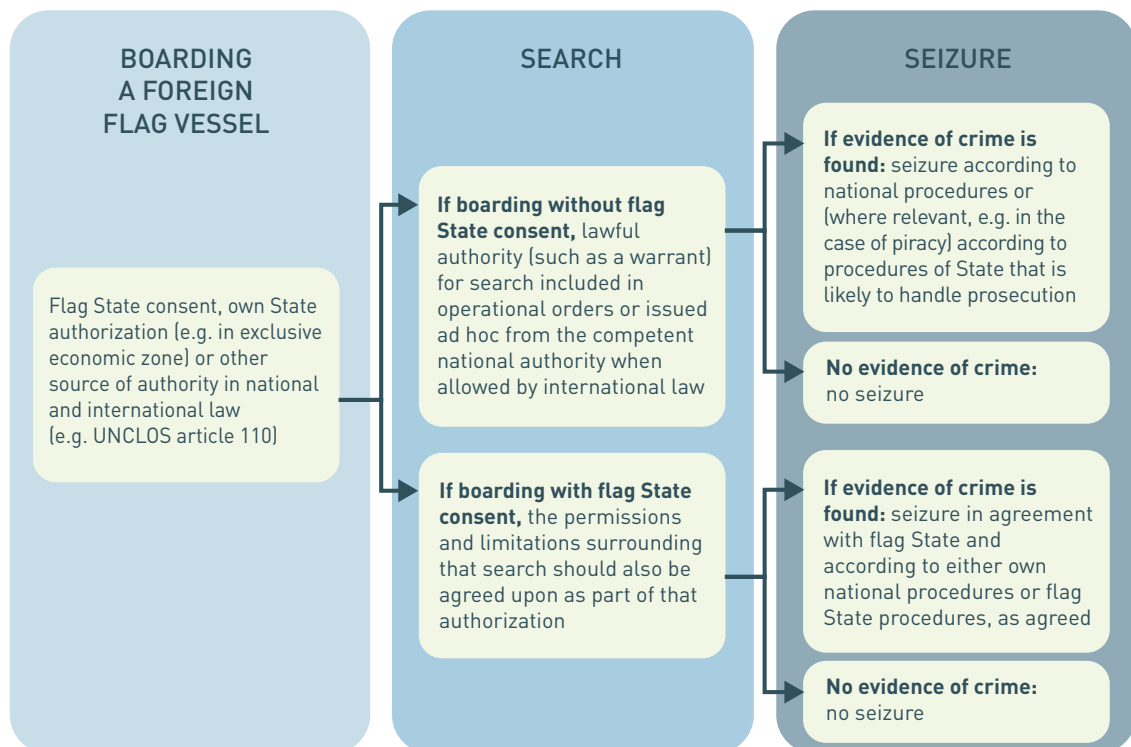 BOARDING
A FOREIGN
FLAG VESSEL
Flag State consent, own State
authorization (e.g. in exclusive
economic zone) or other
source of authority in national
and international law
(e.g. UNCLOS article 110)
SEARCH
If boarding without flag
State consent, lawful
authority (such as a warrant)
for search included in
operational orders or issued
ad hoc from the competent
national authority when
allowed by international law
If boarding with flag State
consent, the permissions
and limitations surrounding
that search should also be
agreed upon as part of that
authorization
SEIZURE
If evidence of crime is
found: seizure according to
national procedures or
(where relevant, e.g. in the
case of piracy) according to
procedures of State that is
likely to handle prosecution
No evidence of crime:
no seizure
If evidence of crime is
found: seizure in agreement
with flag State and
according to either own
national procedures or flag
State procedures, as agreed
No evidence of crime:
no seizure